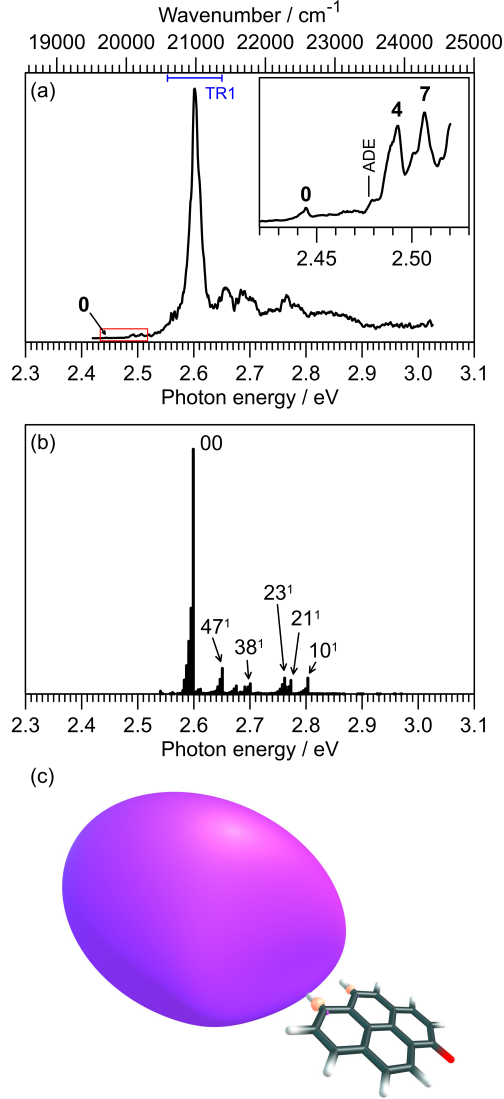 Wavenumber / cm⁻¹
19000 20000 21000 22000 23000 24000 25000
(a)
TR1
0
4
7
ADE
2.45 2.50
0
2.3 2.4 2.5 2.6 2.7 2.8 2.9 3.0 3.1
Photon energy / eV
(b)
00
47¹
38¹
23¹
21¹
10¹
2.3 2.4 2.5 2.6 2.7 2.8 2.9 3.0 3.1
Photon energy / eV
(c)